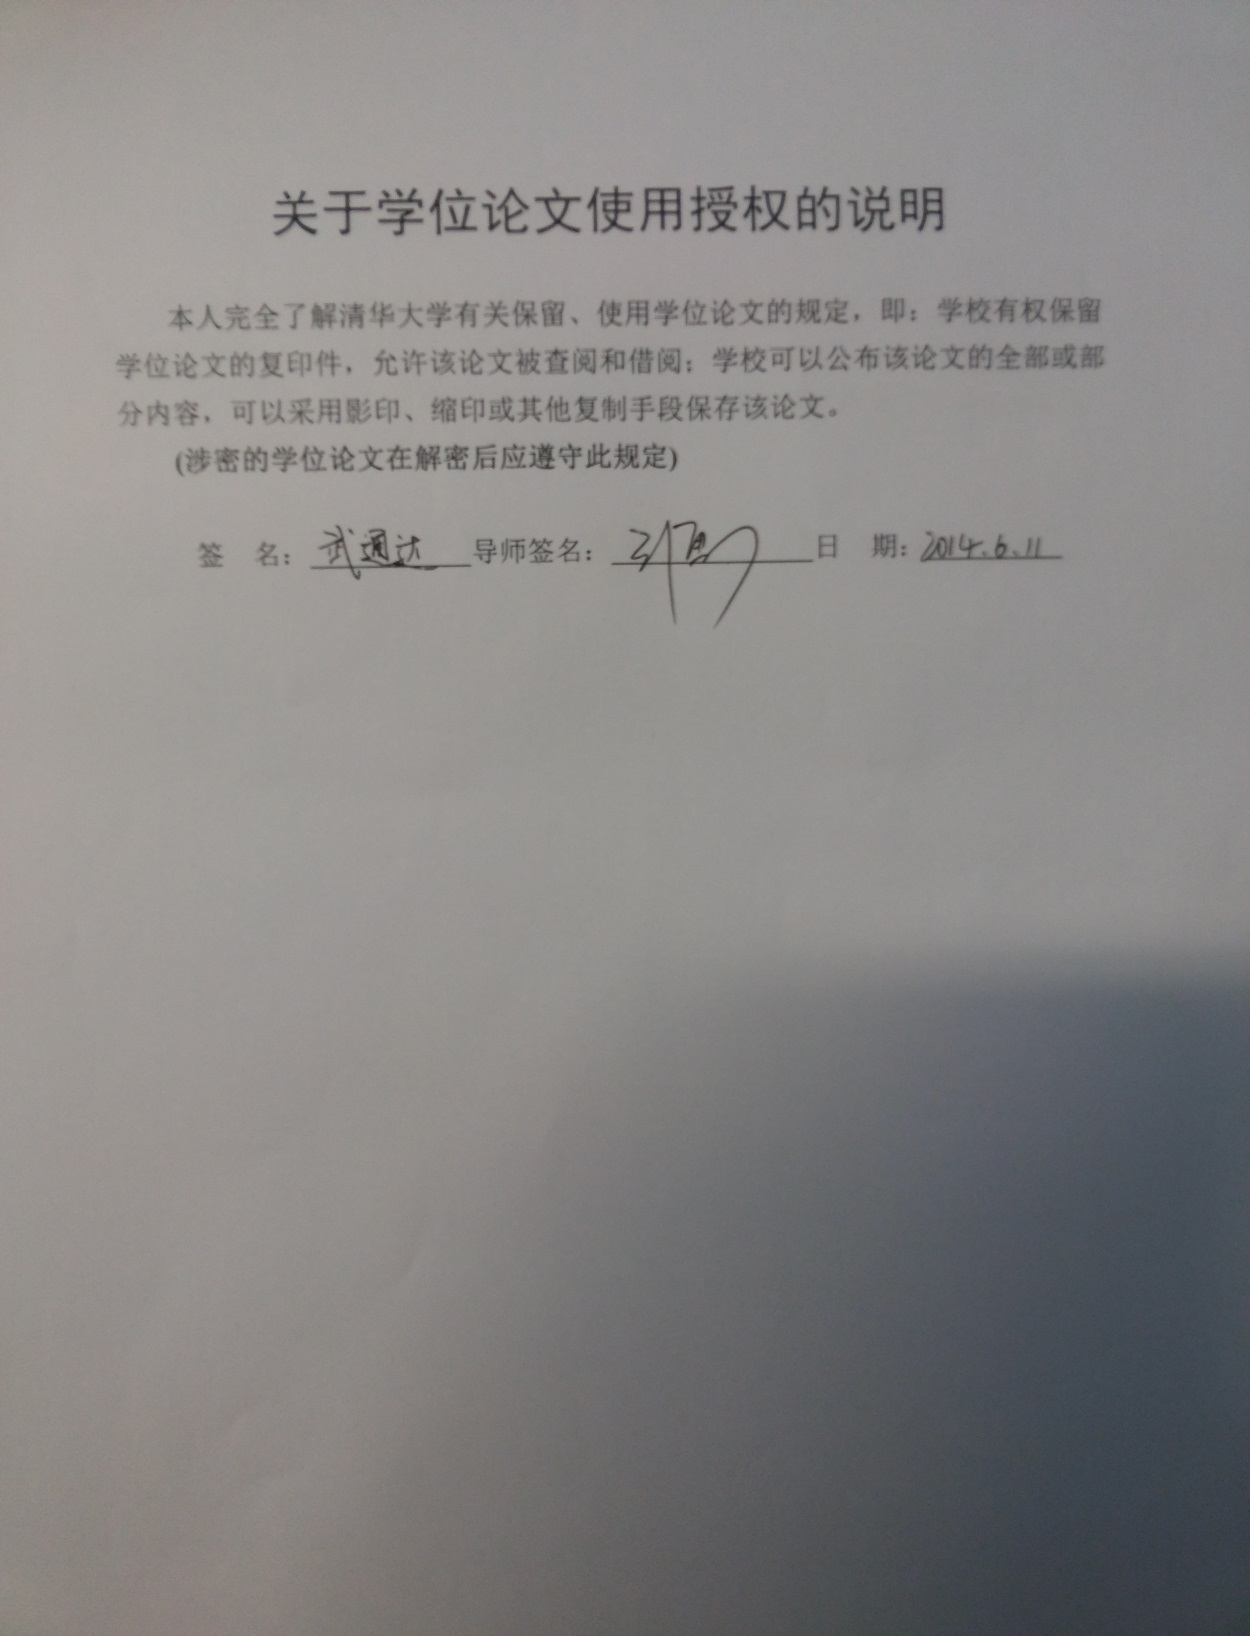 关于学位论文使用授权的说明
本人完全了解清华大学有关保留、使用学位论文的规定，即：学校有权保留
学位论文的复印件，允许该论文被查阅和借阅；学校可以公布该论文的全部或部
分内容，可以采用影印、缩印或其他复制手段保存该论文。
(涉密的学位论文在解密后应遵守此规定)
签 名：武通达 导师签名： 日 期：2014.6.11